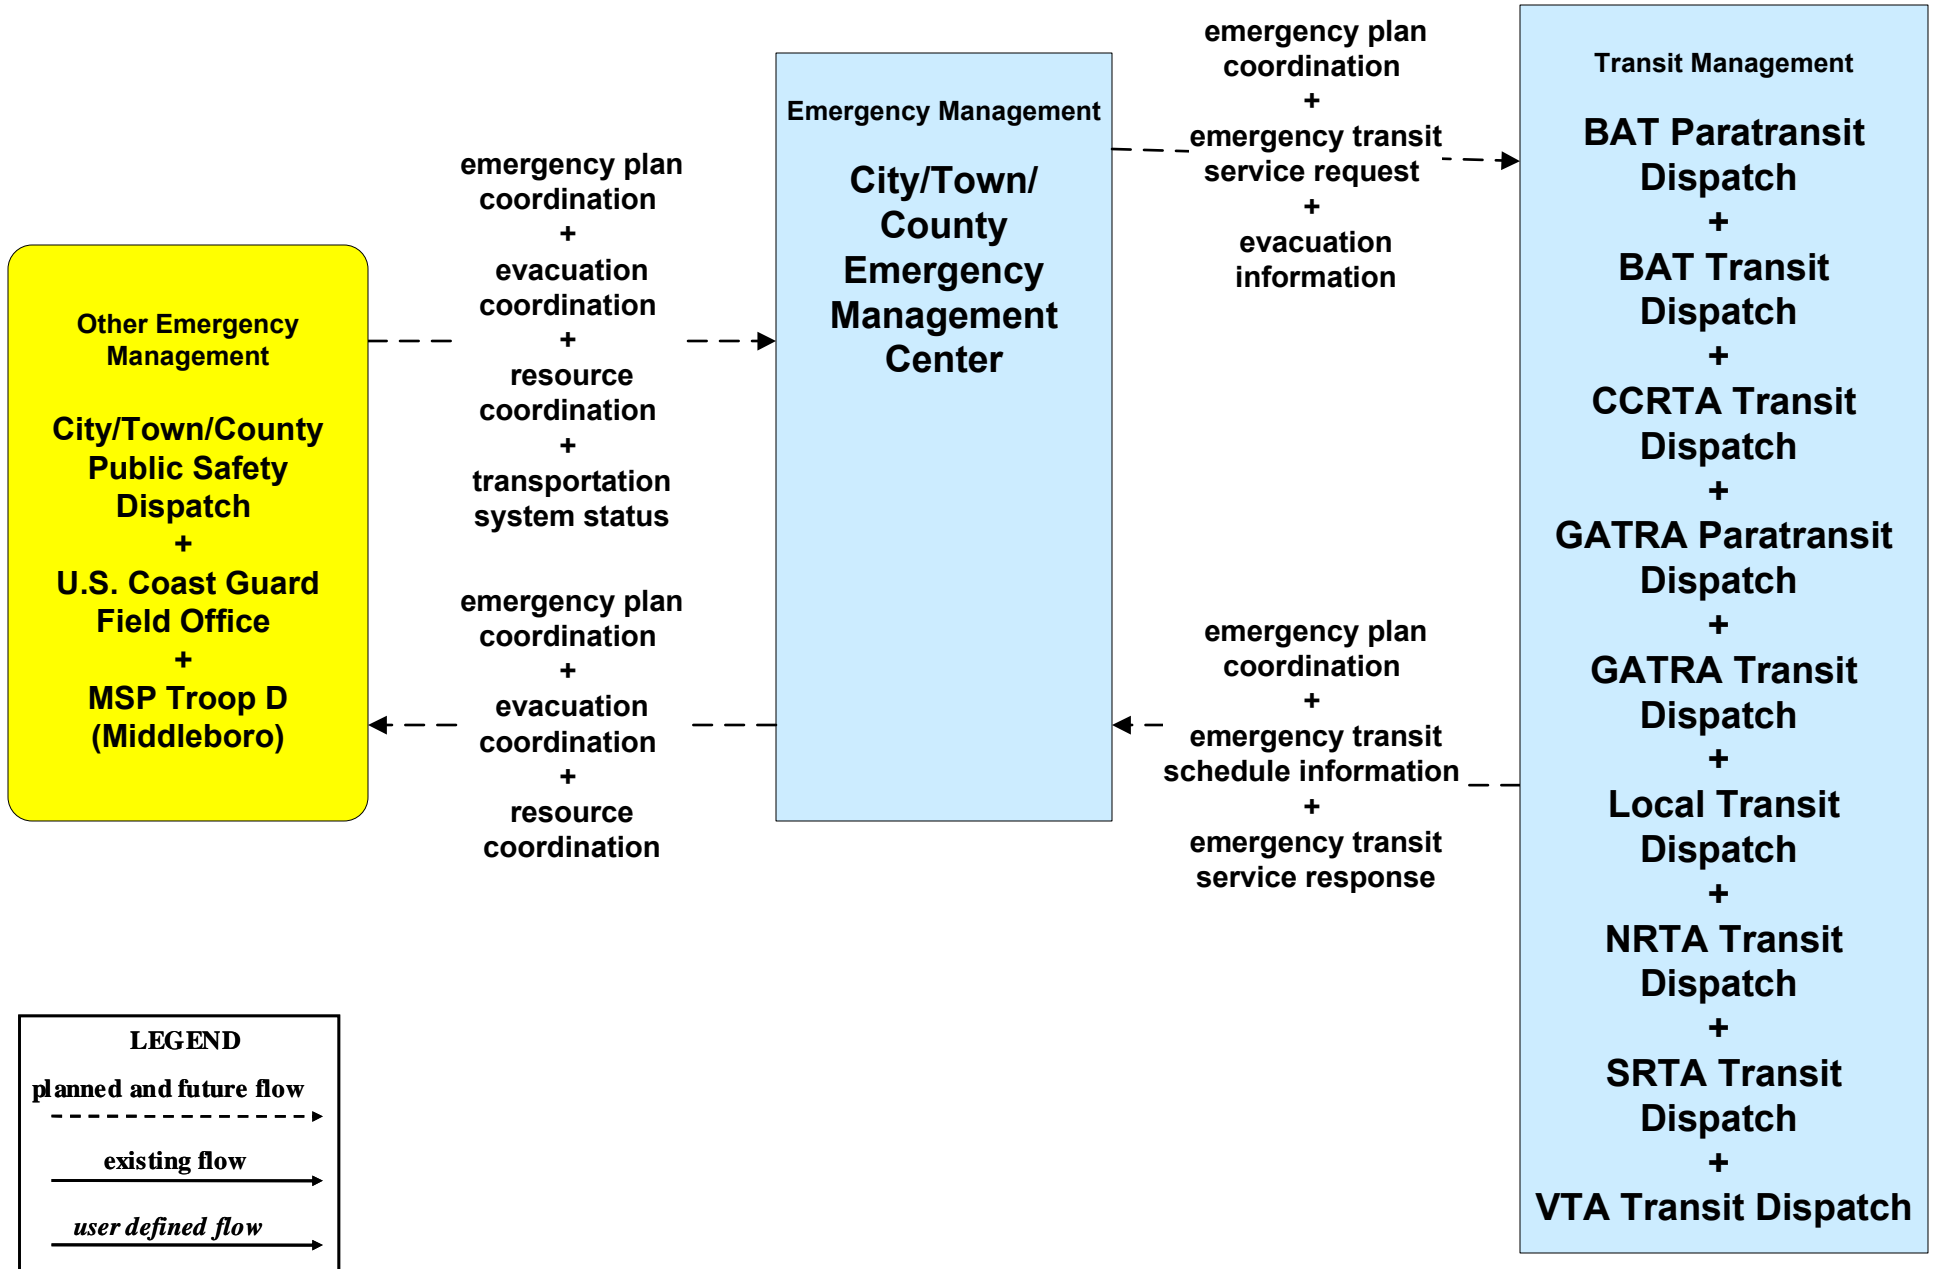 Other Emergency
Management
City/Town/County
Public Safety
Dispatch
+
U.S. Coast Guard
Field Office
+
MSP Troop D
(Middleboro)
emergency plan
coordination
+
evacuation
coordination
+
resource
coordination
+
transportation
system status
emergency plan
coordination
+
evacuation
coordination
+
resource
coordination
Emergency Management
City/Town/
County
Emergency
Management
Center
emergency plan
coordination
+
emergency transit
service request
+
evacuation
information
emergency plan
coordination
+
emergency transit
schedule information
+
emergency transit
service response
Transit Management
BAT Paratransit
Dispatch
+
BAT Transit
Dispatch
+
CCRTA Transit
Dispatch
+
GATRA Paratransit
Dispatch
+
GATRA Transit
Dispatch
+
Local Transit
Dispatch
+
NRTA Transit
Dispatch
+
SRTA Transit
Dispatch
+
VTA Transit Dispatch
LEGEND
planned and future flow
existing flow
user defined flow